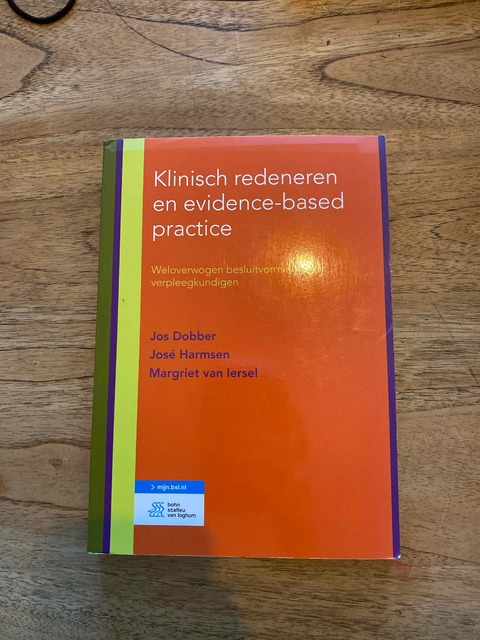 Klinisch redeneren
en evidence-based
practice
Weloverwogen besluitvorming
verpleegkundigen
Jos Dobber
José Harmsen
Margriet van Iersel
> mijn.bsl.nl
bohn
stafleu
van loghum